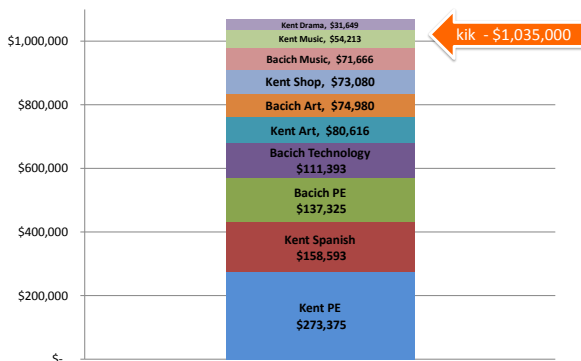 Kent Drama, $31,649
$1,000,000
Kent Music, $54,213
kik - $1,035,000
Bacich Music, $71,666
Kent Shop, $73,080
$800,000
Bacich Art, $74,980
Kent Art, $80,616
$600,000
Bacich Technology
$111,393
Bacich PE
$137,325
$400,000
Kent Spanish
$158,593
$200,000
Kent PE
$273,375
$-